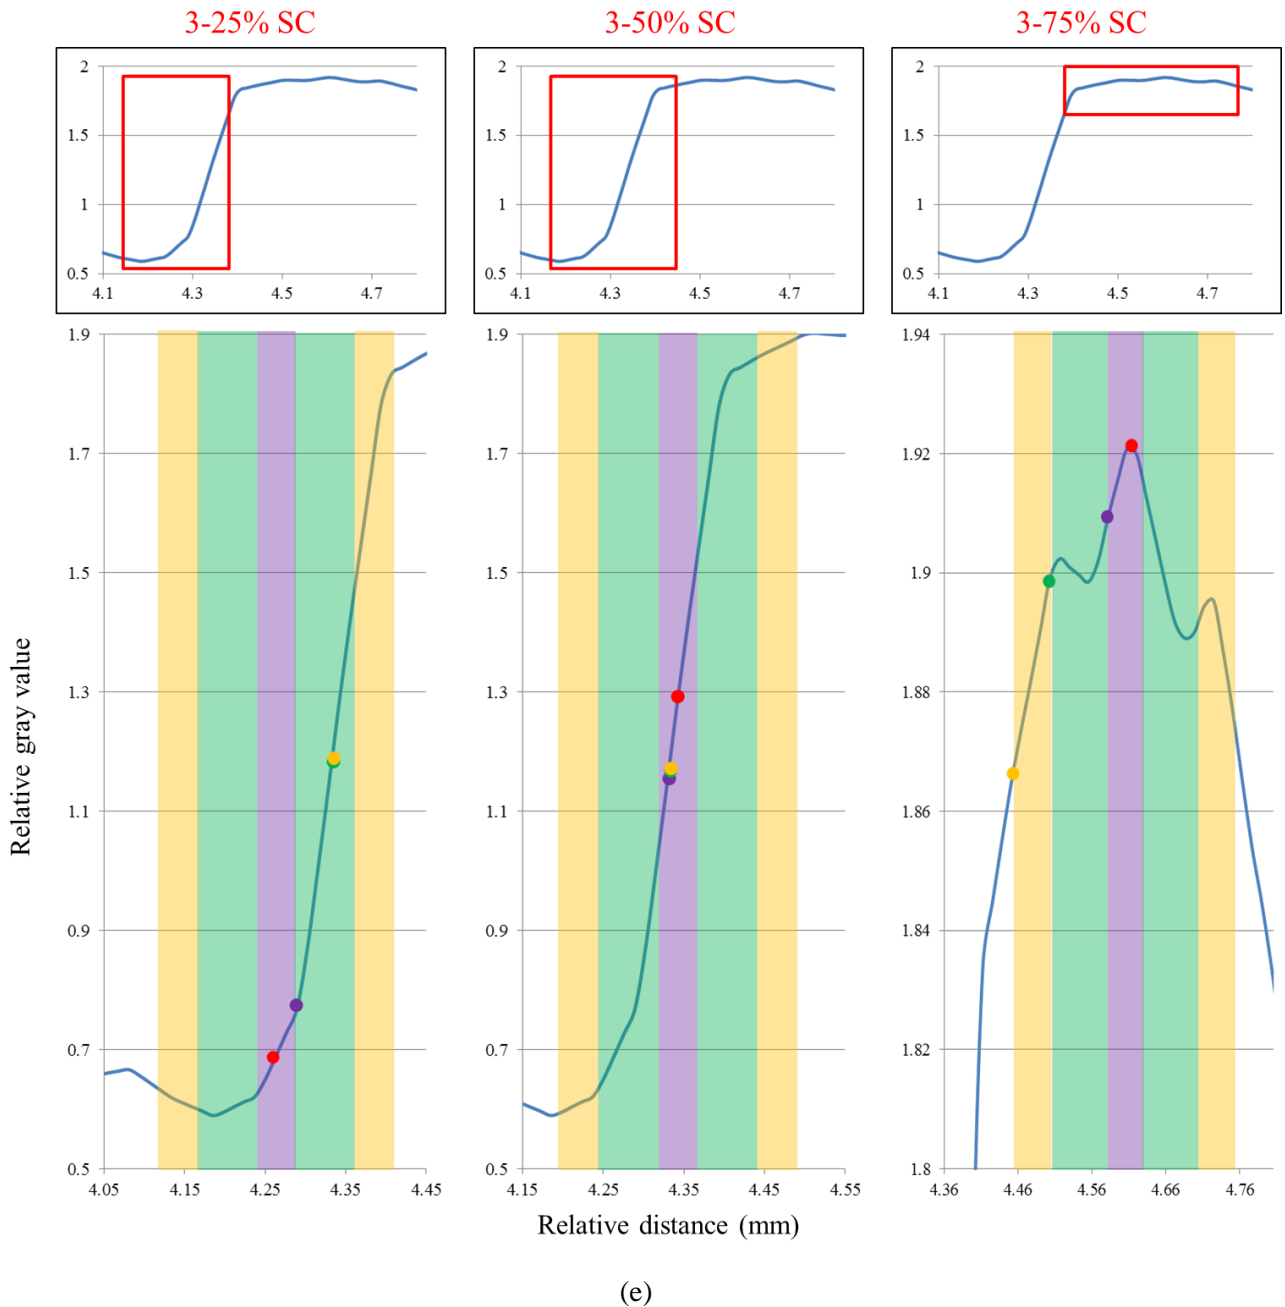 3-25% SC 3-50% SC 3-75% SC
2 2 2
1.5 1.5 1.5
1 1 1
0.5 0.5 0.5
4.1 4.3 4.5 4.7 4.1 4.3 4.5 4.7 4.1 4.3 4.5 4.7
1.9 1.9 1.94
1.7 1.7 1.92
1.5 1.5 1.9
1.3 1.3 1.88
1.1 1.1 1.86
0.9 0.9 1.84
0.7 0.7 1.82
0.5 0.5 1.8
4.05 4.15 4.25 4.35 4.45 4.15 4.25 4.35 4.45 4.55 4.36 4.46 4.56 4.66 4.76
Relative gray value
Relative distance (mm)
(e)